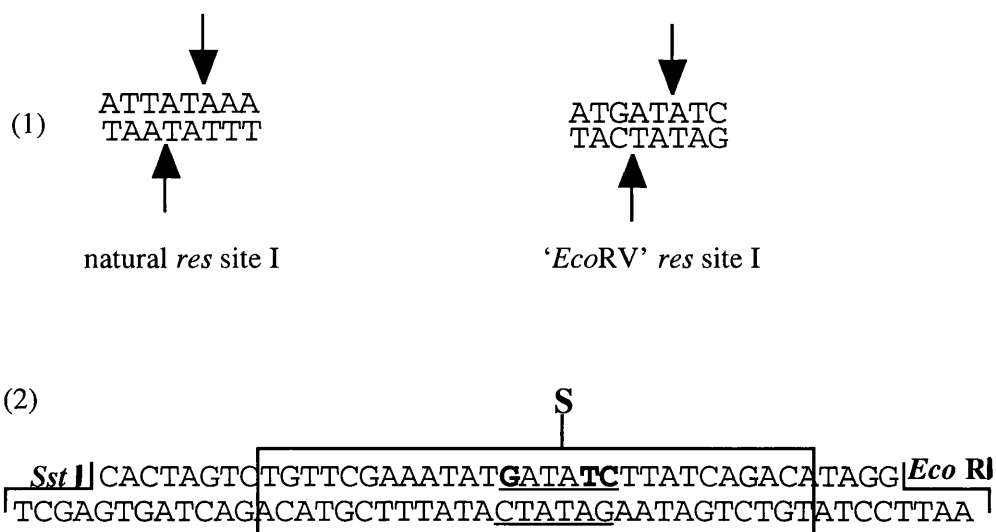 (1)
ATTATAAA
TAATATTT
ATGATATC
TACTATAG
natural res site I
‘EcoRV’ res site I
(2)
S
Sst I CACTAGTCTGTTCGAAATATGATATCTTATCAGACATAGG Eco RI
TCGAGTGATCAGACATGCTTTATACTATAGAATAGTCTGTATCCTTAA